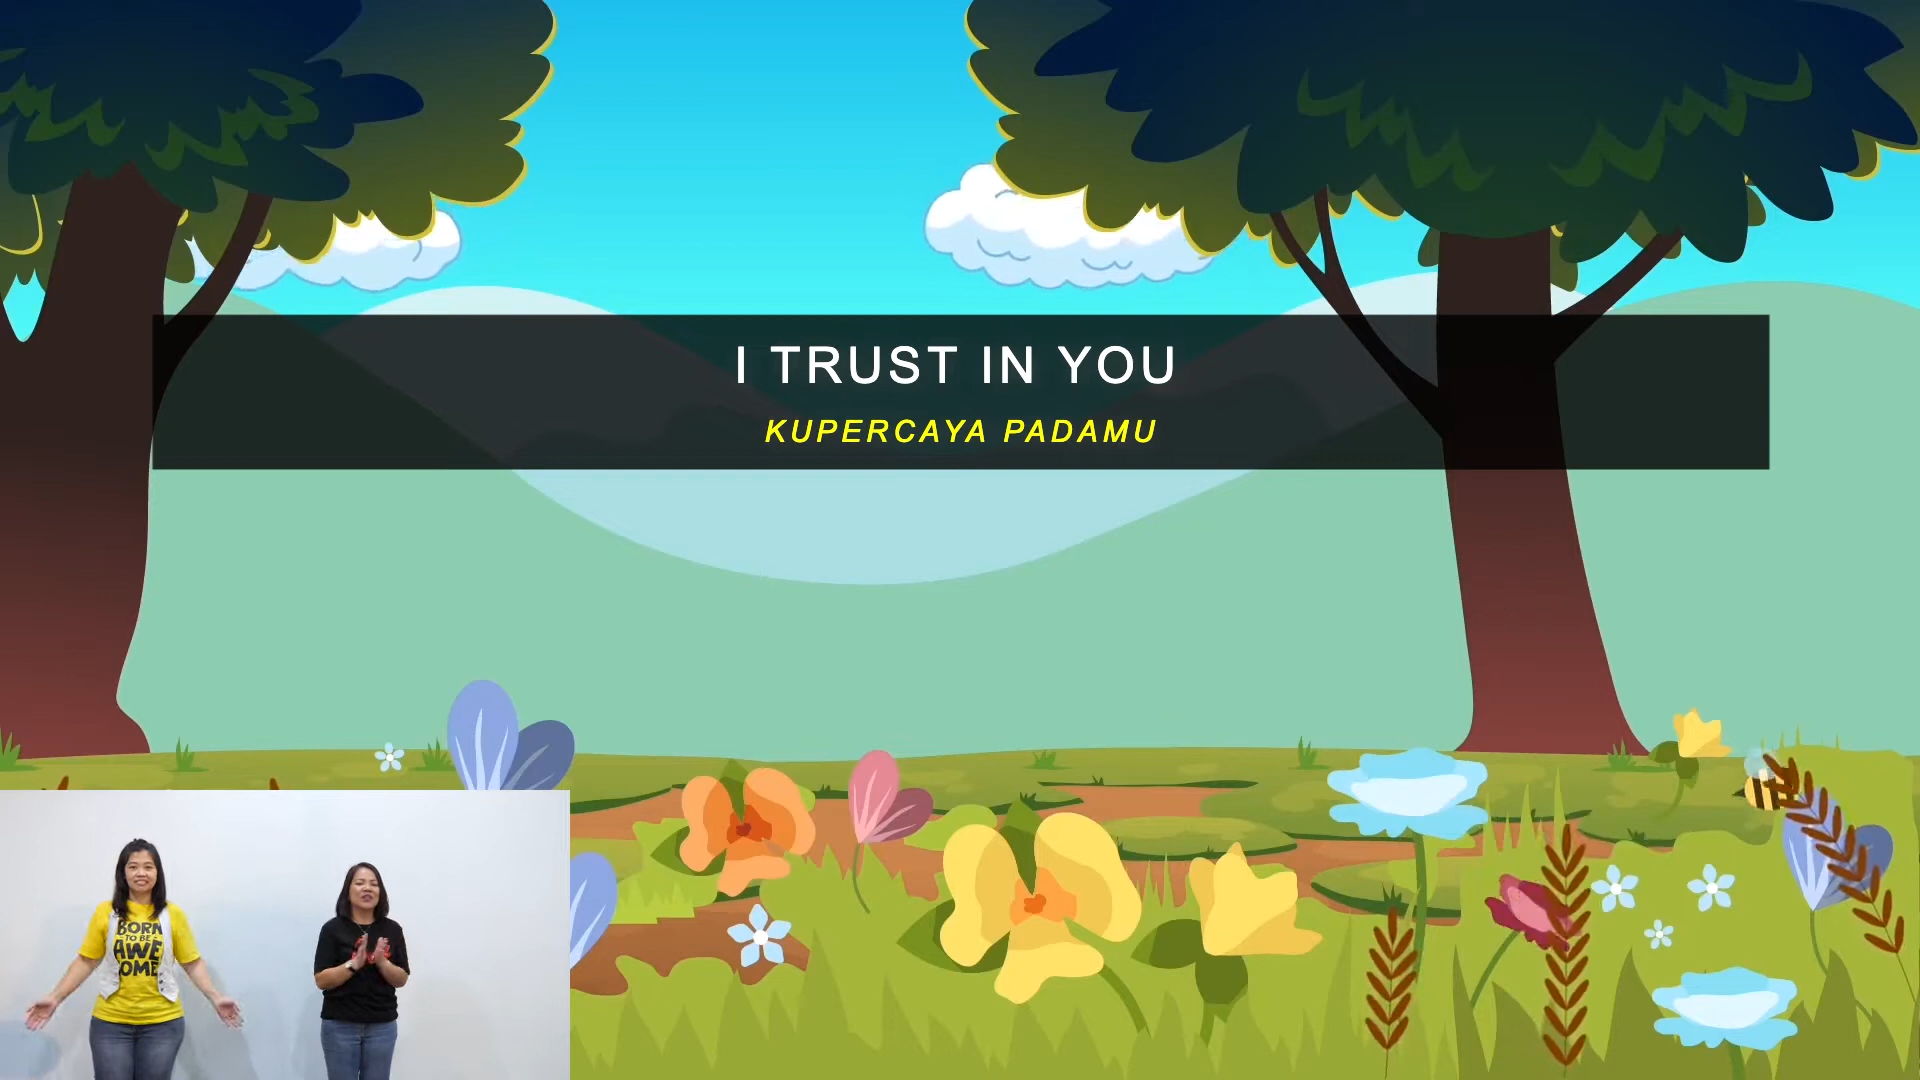 I TRUST IN YOU
KUPERCAYA PADAMU
BORN
TO BE
AWE
OME